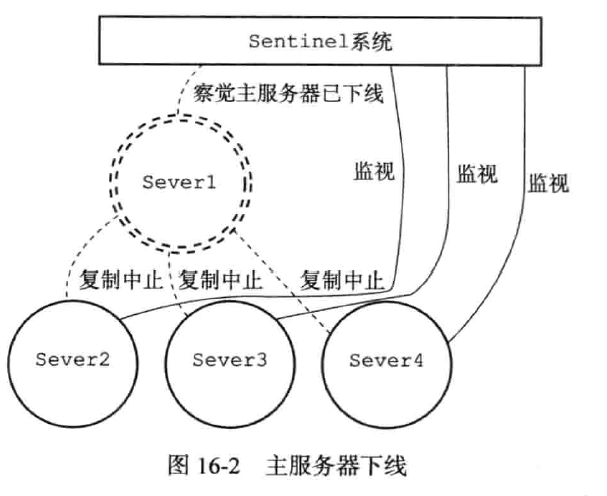 Sentinel系统
察觉主服务器已下线
监视
监视
监视
Sever1
复制中止
复制中止
复制中止
Sever2
Sever3
Sever4
图 16-2 主服务器下线